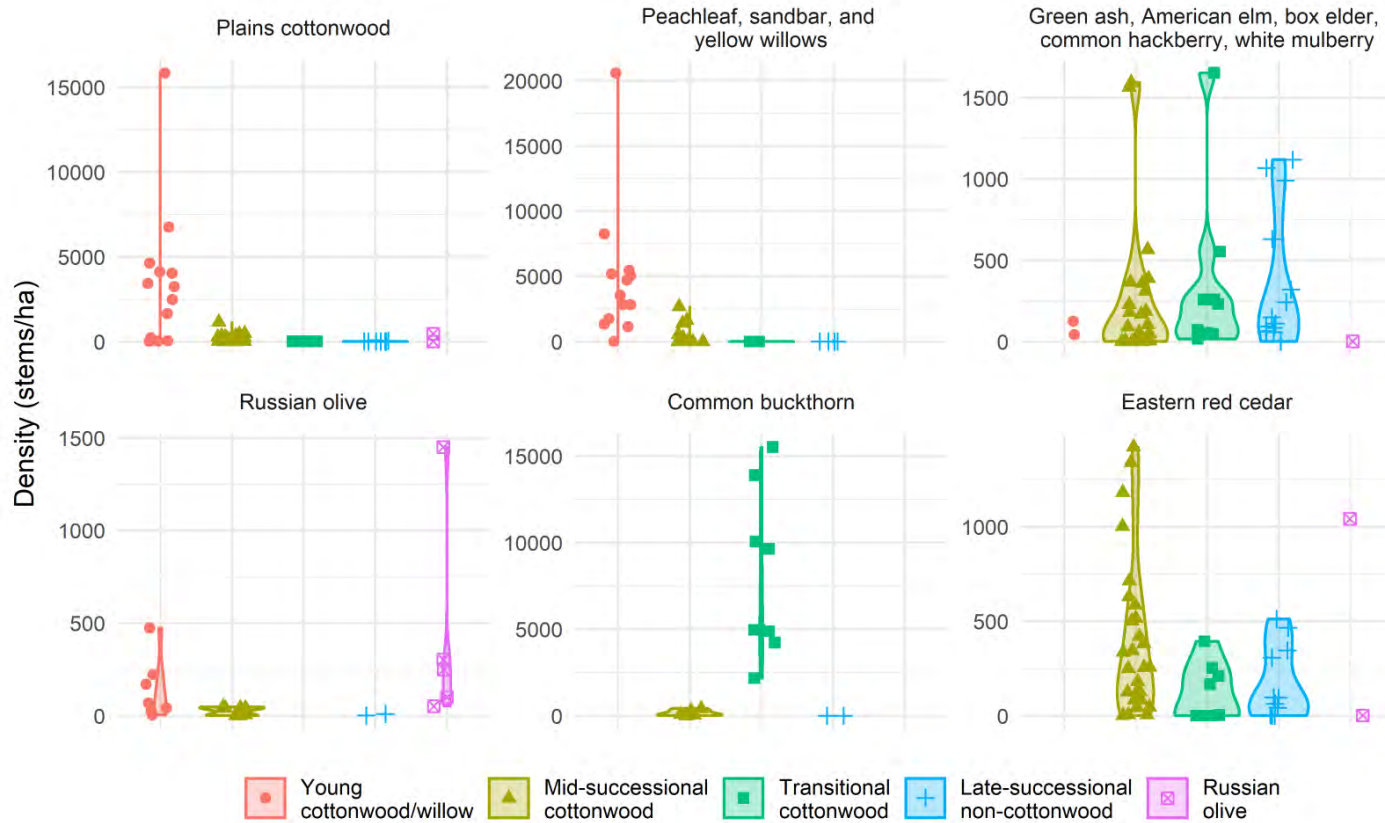 Plains cottonwood
Peachleaf, sandbar, and
yellow willows
Green ash, American elm, box elder,
common hackberry, white mulberry
15000
10000
5000
0
20000
15000
10000
5000
0
1500
1000
500
0
Density (stems/ha)
Russian olive
Common buckthorn
Eastern red cedar
1500
1000
500
0
15000
10000
5000
0
1000
500
0
Young
cottonwood/willow
Mid-successional
cottonwood
Transitional
cottonwood
Late-successional
non-cottonwood
Russian
olive